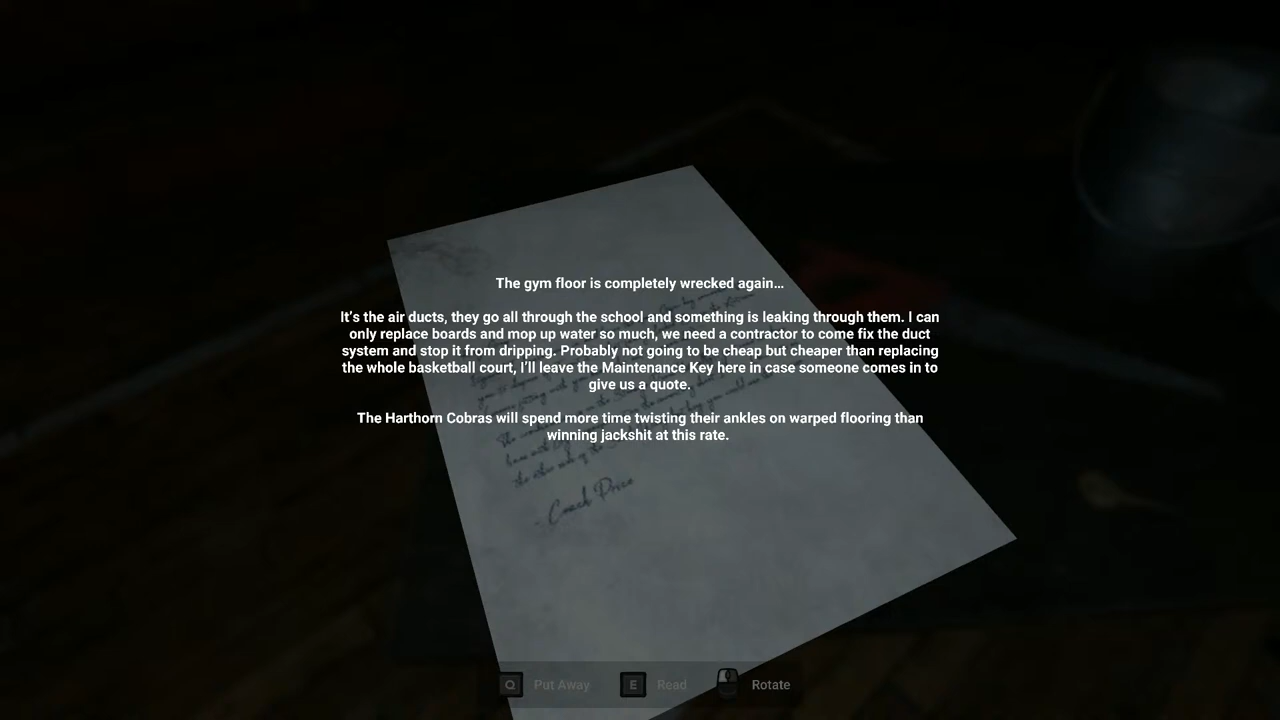 The gym floor is completely wrecked again...
It's the air ducts, they go all through the school and something is leaking through them. I can
only replace boards and mop up water so much, we need a contractor to come fix the duct
system and stop it from dripping. Probably not going to be cheap but cheaper than replacing
the whole basketball court, I'll leave the Maintenance Key here in case someone comes in to
give us a quote.
The Harthorn Cobras will spend more time twisting their ankles on warped flooring than
winning jackshit at this rate.
- Coach Price
Q Put Away E Read Rotate